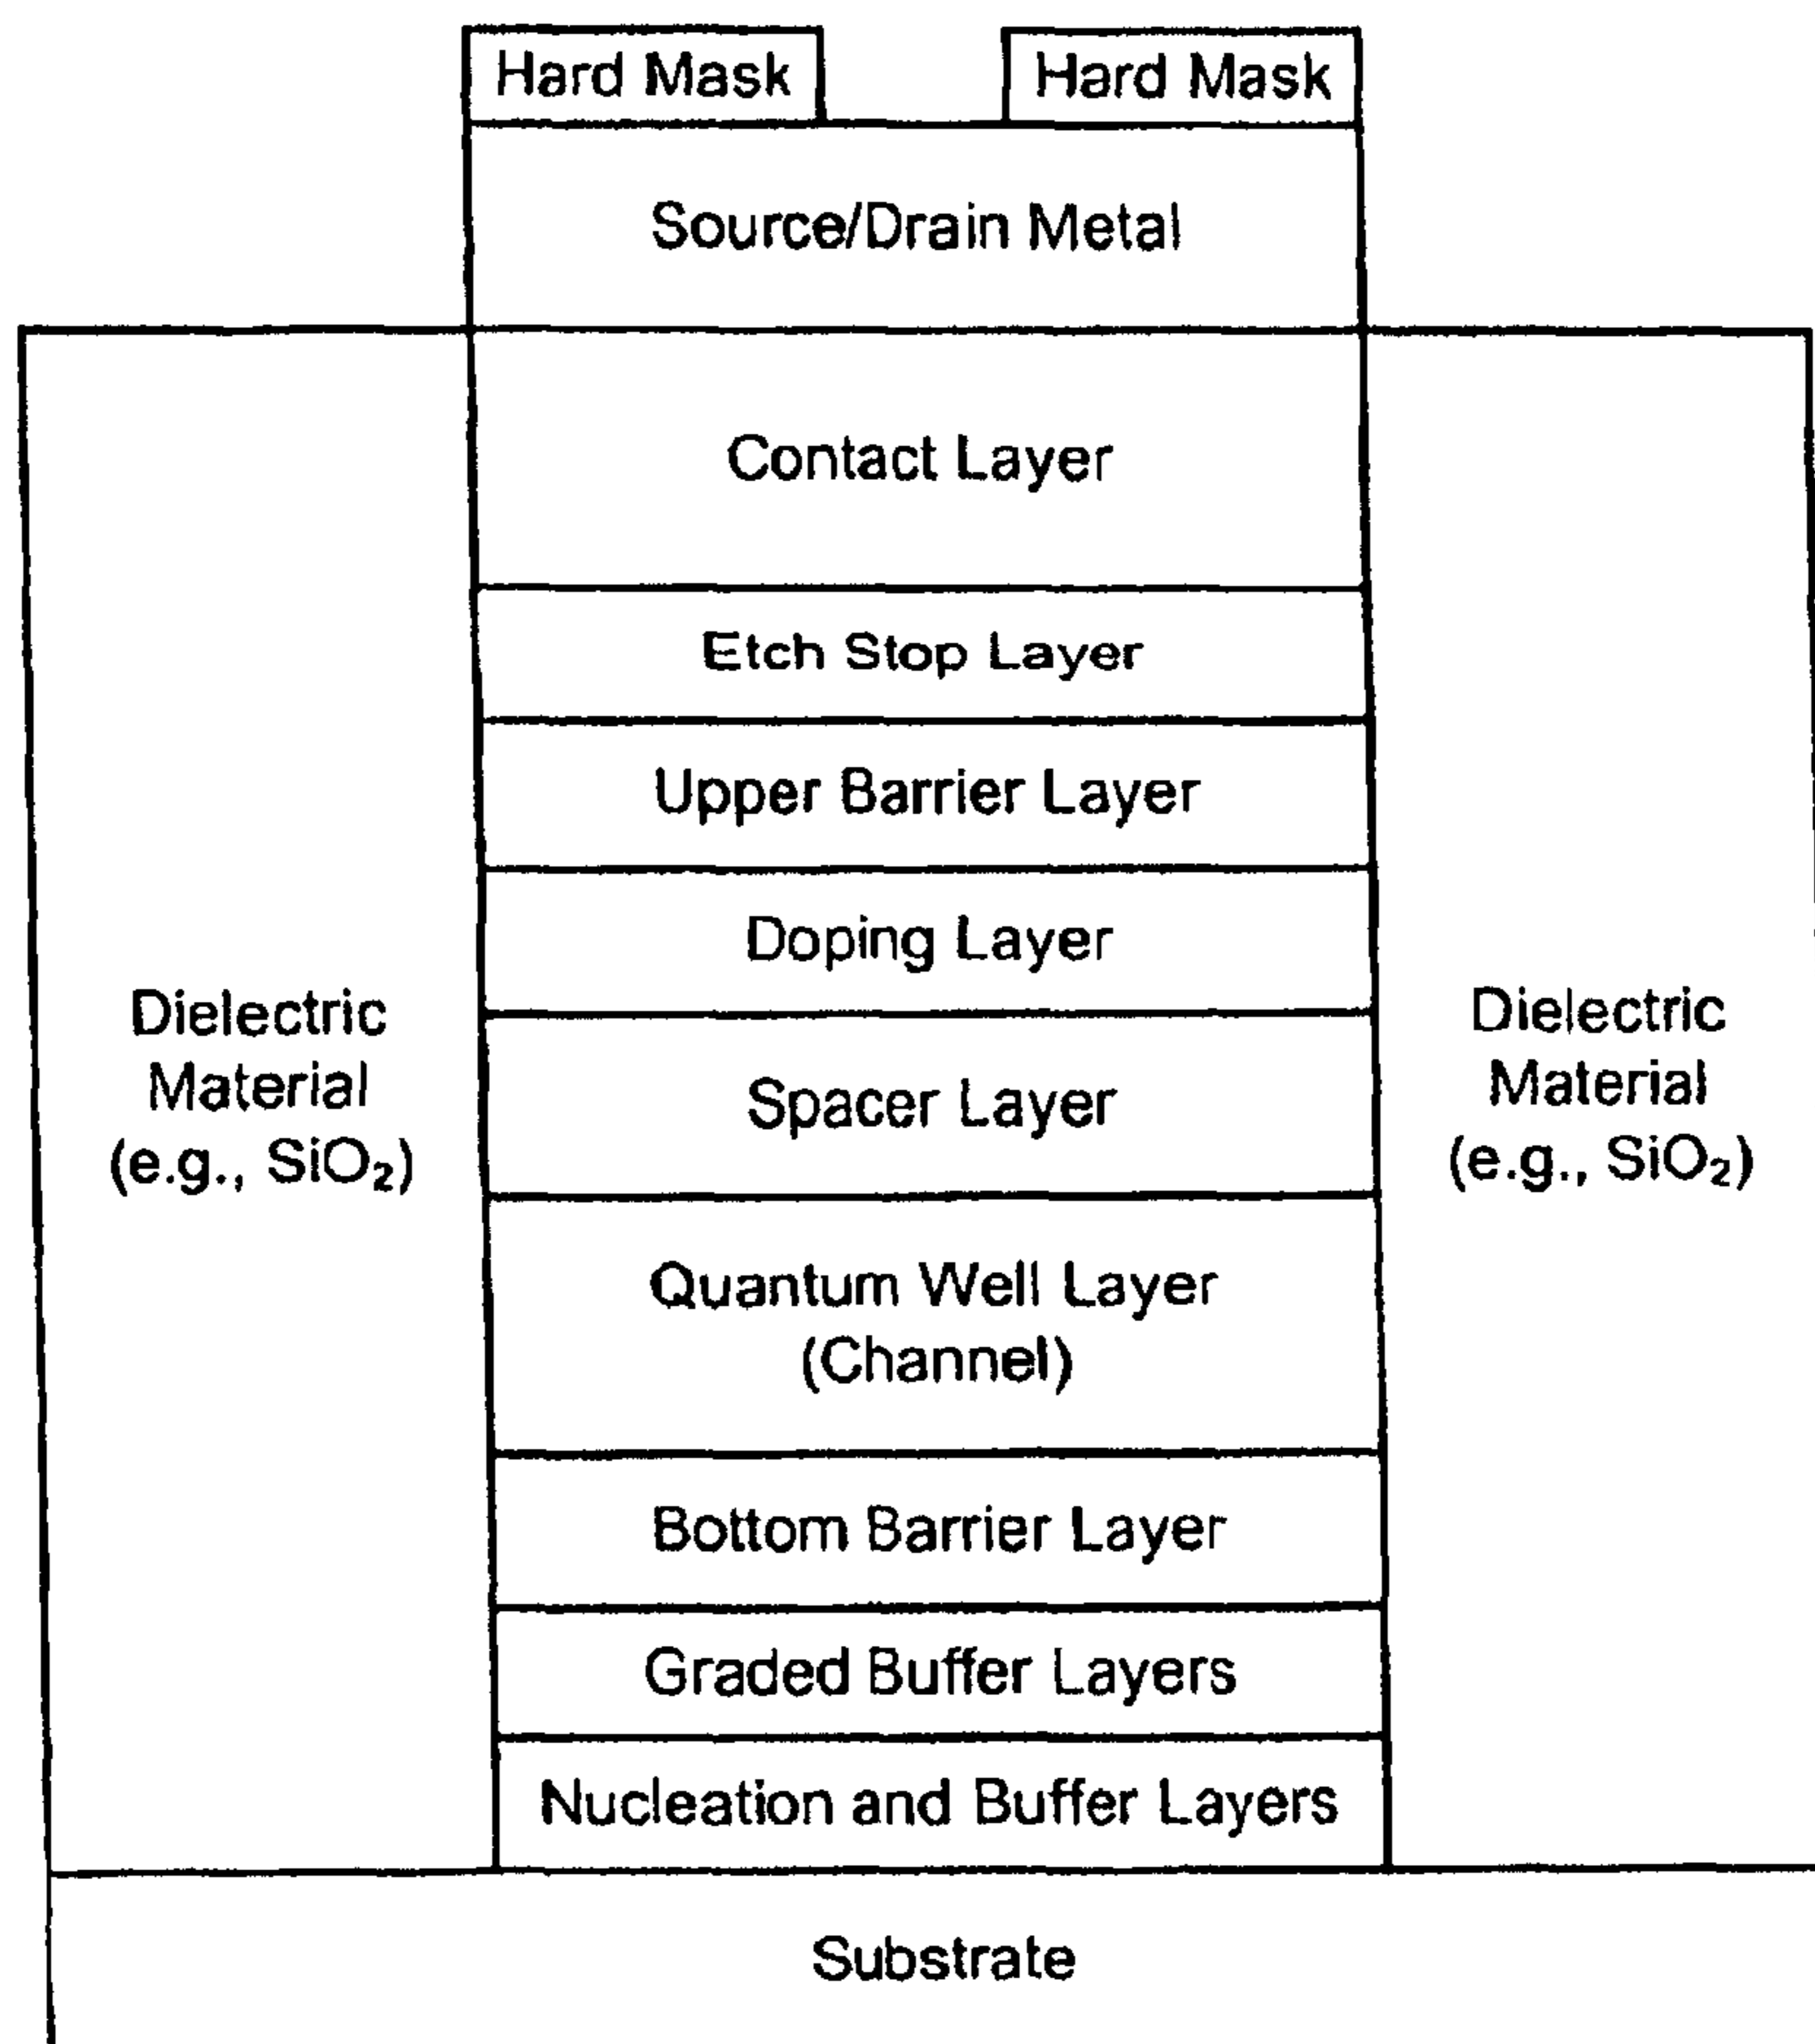 Hard Mask
Hard Mask
Source/Drain Metal
Contact Layer
Etch Stop Layer
Upper Barrier Layer
Doping Layer
Dielectric
Material
(e.g., SiO₂)
Spacer Layer
Dielectric
Material
(e.g., SiO₂)
Quantum Well Layer
(Channel)
Bottom Barrier Layer
Graded Buffer Layers
Nucleation and Buffer Layers
Substrate